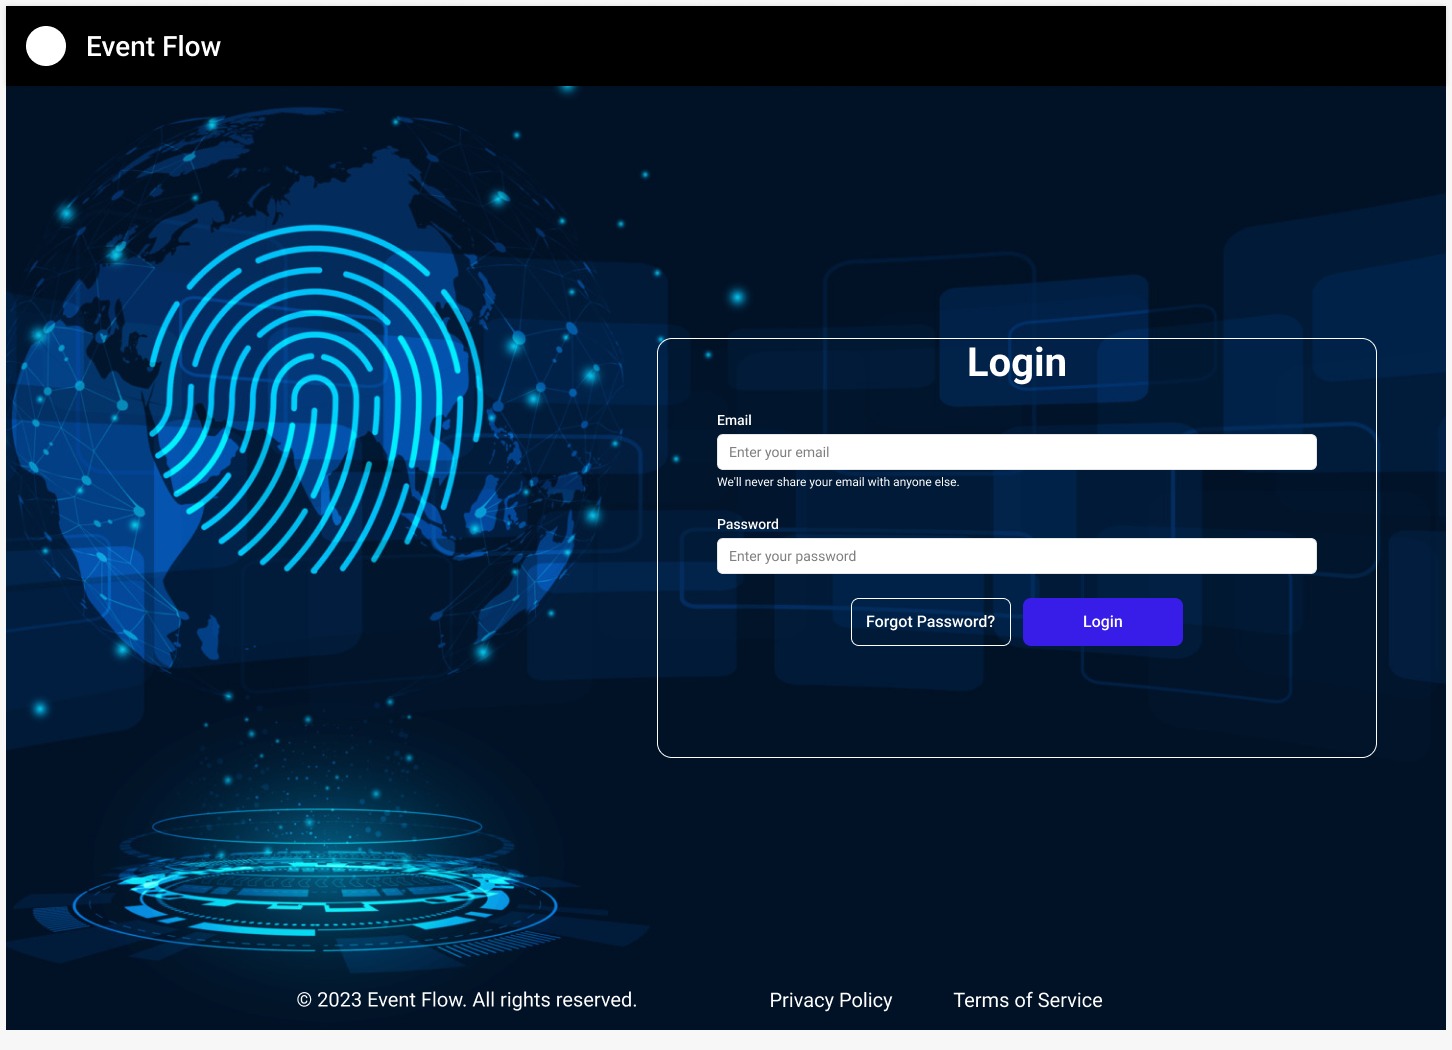 Event Flow
Login
Email
Enter your email
We'll never share your email with anyone else.
Password
Enter your password
Forgot Password?
Login
© 2023 Event Flow. All rights reserved.
Privacy Policy
Terms of Service